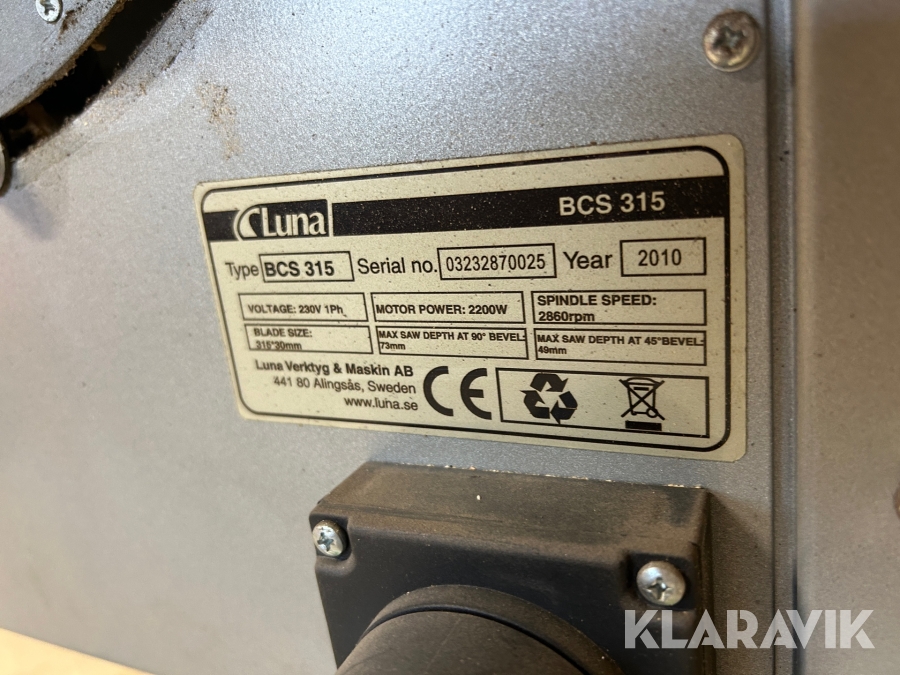 Luna BCS 315
Type BCS 315 Serial no. 03232870025 Year 2010
VOLTAGE: 230V 1Ph. MOTOR POWER: 2200W SPINDLE SPEED: 2860rpm
BLADE SIZE: 315*30mm MAX SAW DEPTH AT 90° BEVEL: 73mm MAX SAW DEPTH AT 45°BEVEL: 49mm
Luna Verktyg & Maskin AB
441 80 Alingsås, Sweden
www.luna.se
CE
KLARAVIK